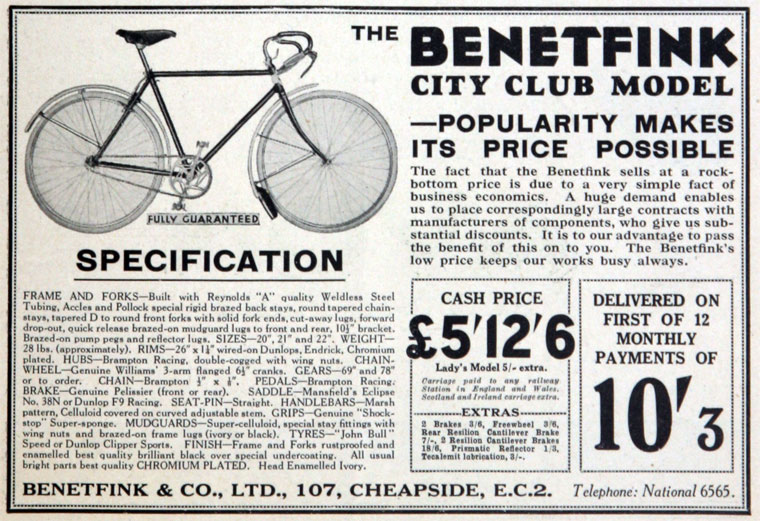 THE BENETFINK
CITY CLUB MODEL
—POPULARITY MAKES
ITS PRICE POSSIBLE
The fact that the Benetfink sells at a rock-
bottom price is due to a very simple fact of
business economics. A huge demand enables
us to place correspondingly large contracts with
manufacturers of components, who give us sub-
stantial discounts. It is to our advantage to pass
the benefit of this on to you. The Benetfink's
low price keeps our works busy always.
FULLY GUARANTEED
SPECIFICATION
FRAME AND FORKS—Built with Reynolds "A" quality Weldless Steel
Tubing, Accles and Pollock special rigid brazed back stays, round tapered chain-
stays, tapered D to round front forks with solid fork ends, cut-away lugs, forward
drop-out, quick release brazed-on mudguard lugs to front and rear, 10½" bracket.
Brazed-on pump pegs and reflector lugs. SIZES—20", 21" and 22". WEIGHT—
28 lbs. (approximately). RIMS—26" x 1¼" wired-on Dunlops, Endrick, Chromium
plated. HUBS—Brampton Racing, double-cogged with wing nuts. CHAIN-
WHEEL—Genuine Williams' 3-arm flanged 6½" cranks. GEARS—69" and 78"
or to order. CHAIN—Brampton ½" x ⅛". PEDALS—Brampton Racing.
BRAKE—Genuine Pelissier (front or rear). SADDLE—Mansfield's Eclipse
No. 38N or Dunlop F9 Racing. SEAT-PIN—Straight. HANDLEBARS—Marsh
pattern, Celluloid covered on curved adjustable stem. GRIPS—Genuine "Shock-
stop" Super-sponge. MUDGUARDS—Super-celluloid, special stay fittings with
wing nuts and brazed-on frame lugs (ivory or black). TYRES—"John Bull"
Speed or Dunlop Clipper Sports. FINISH—Frame and Forks rustproofed and
enamelled best quality brilliant black over special undercoating. All usual
bright parts best quality CHROMIUM PLATED. Head Enamelled Ivory.
CASH PRICE
£5'12'6
Lady's Model 5/- extra.
Carriage paid to any railway
Station in England and Wales.
Scotland and Ireland carriage extra.
EXTRAS
2 Brakes 3/6, Freewheel 3/6,
Rear Resilion Cantilever Brake
7/-, 2 Resilion Cantilever Brakes
18/6, Prismatic Reflector 1/3,
Tecalemit lubrication, 3/-.
DELIVERED ON
FIRST OF 12
MONTHLY
PAYMENTS OF
10'3
BENETFINK & CO., LTD., 107, CHEAPSIDE, E.C.2. Telephone: National 6565.